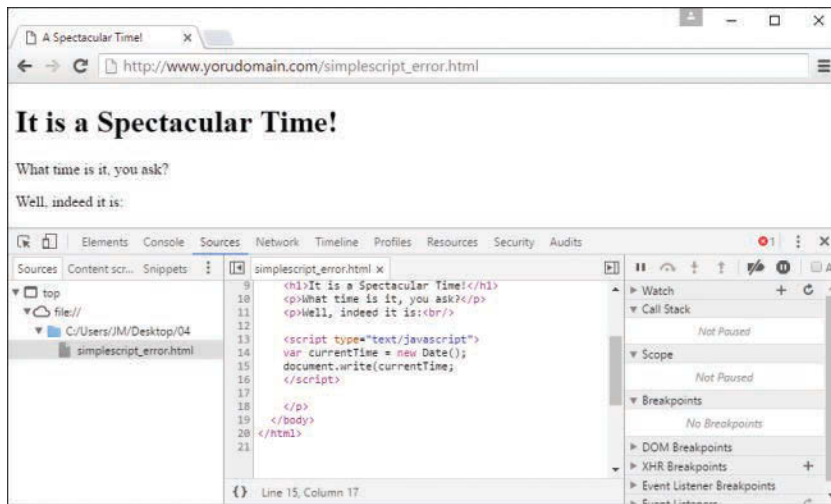 A Spectacular Time!
http://www.yorudomain.com/simplescript_error.html
It is a Spectacular Time!
What time is it, you ask?
Well, indeed it is:
Elements Console Sources Network Timeline Profiles Resources Security Audits 1
Sources Content scr... Snippets
top
file://
C:/Users/JM/Desktop/04
simplescript_error.html
simplescript_error.html
9 <h1>It is a Spectacular Time!</h1>
10 <p>What time is it, you ask?</p>
11 <p>Well, indeed it is:<br/>
12
13 <script type="text/javascript">
14 var currentTime = new Date();
15 document.write(currentTime;
16 </script>
17
18 </p>
19 </body>
20 </html>
21
{} Line 15, Column 17
A
Watch
Call Stack
Not Paused
Scope
Not Paused
Breakpoints
No Breakpoints
DOM Breakpoints
XHR Breakpoints
Event Listener Breakpoints
Event Listeners